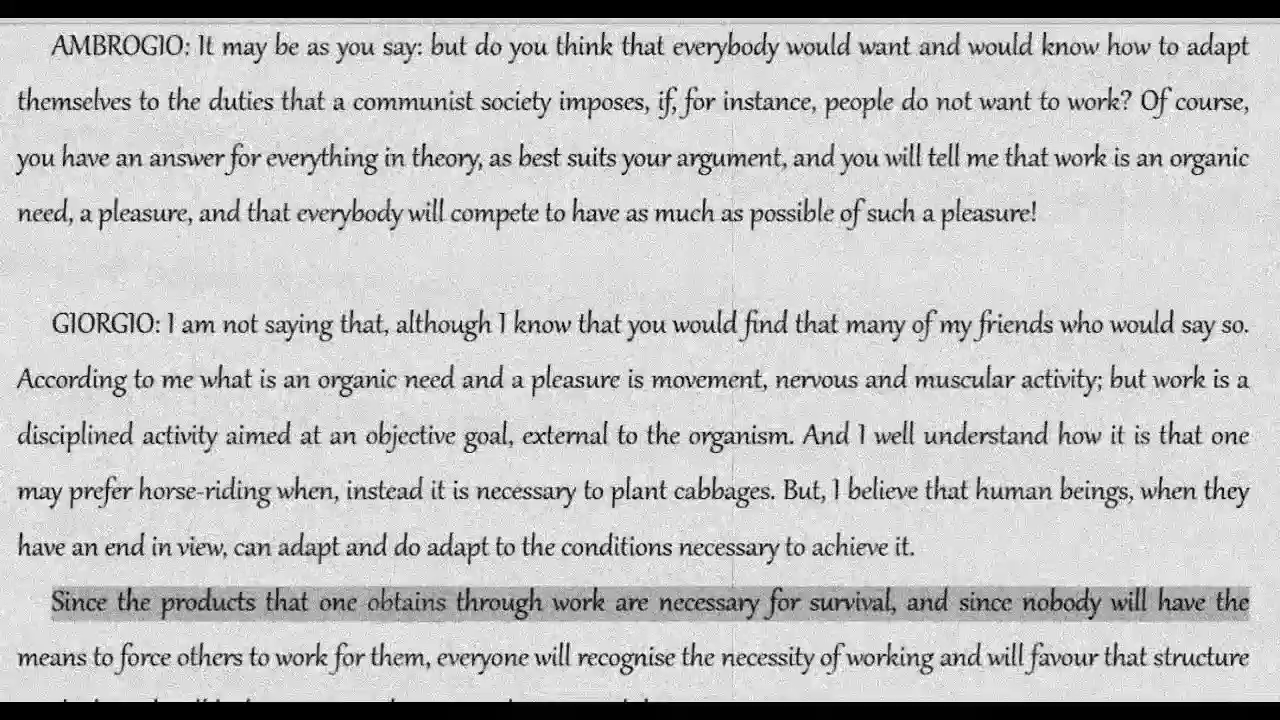 AMBROGIO: It may be as you say: but do you think that everybody would want and would know how to adapt
themselves to the duties that a communist society imposes, if, for instance, people do not want to work? Of course,
you have an answer for everything in theory, as best suits your argument, and you will tell me that work is an organic
need, a pleasure, and that everybody will compete to have as much as possible of such a pleasure!
GIORGIO: I am not saying that, although I know that you would find that many of my friends who would say so.
According to me what is an organic need and a pleasure is movement, nervous and muscular activity; but work is a
disciplined activity aimed at an objective goal, external to the organism. And I well understand how it is that one
may prefer horse-riding when, instead it is necessary to plant cabbages. But, I believe that human beings, when they
have an end in view, can adapt and do adapt to the conditions necessary to achieve it.
Since the products that one obtains through work are necessary for survival, and since nobody will have the
means to force others to work for them, everyone will recognise the necessity of working and will favour that structure